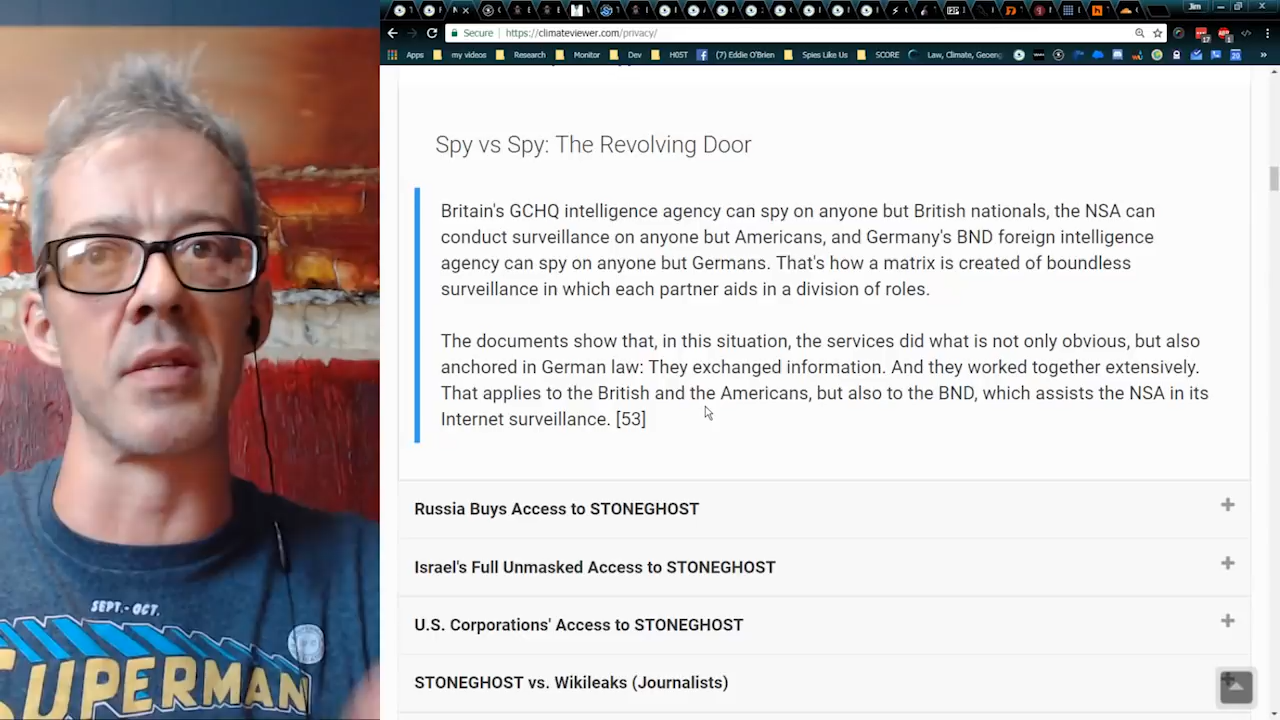 Jim
Secure
https://climateviewer.com/privacy/
Apps
my videos
Research
Monitor
Dev
H0ST
(7) Eddie O'Brien
Spies Like Us
SCORE
Law, Climate, Geoeng
Spy vs Spy: The Revolving Door
Britain's GCHQ intelligence agency can spy on anyone but British nationals, the NSA can
conduct surveillance on anyone but Americans, and Germany's BND foreign intelligence
agency can spy on anyone but Germans. That's how a matrix is created of boundless
surveillance in which each partner aids in a division of roles.
The documents show that, in this situation, the services did what is not only obvious, but also
anchored in German law: They exchanged information. And they worked together extensively.
That applies to the British and the Americans, but also to the BND, which assists the NSA in its
Internet surveillance. [53]
Russia Buys Access to STONEGHOST
Israel's Full Unmasked Access to STONEGHOST
U.S. Corporations' Access to STONEGHOST
STONEGHOST vs. Wikileaks (Journalists)
SEPT.- OCT.
SUPERMAN